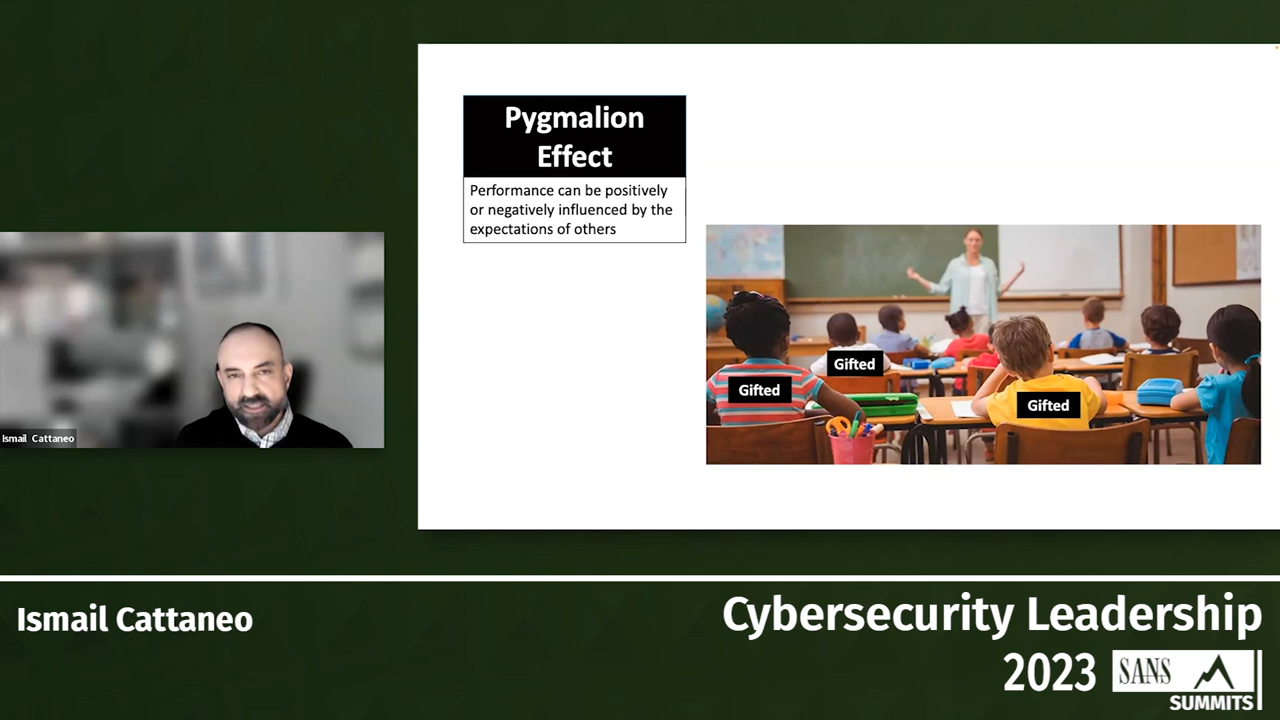 Pygmalion
Effect
Performance can be positively
or negatively influenced by the
expectations of others
Gifted
Gifted
Gifted
Ismail Cattaneo
Ismail Cattaneo
Cybersecurity Leadership
2023
SANS
SUMMITS